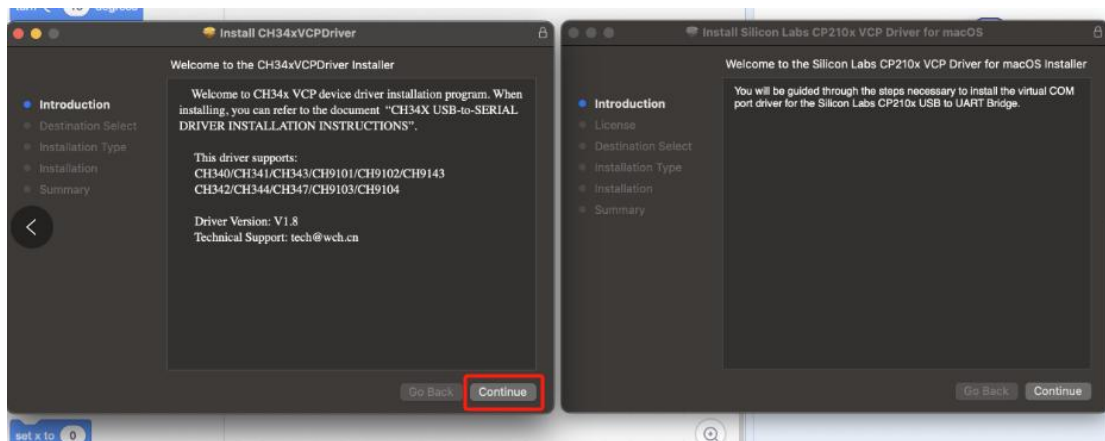 turn 15 degrees
Install CH34xVCPDriver
Welcome to the CH34xVCPDriver Installer
Introduction
Destination Select
Installation Type
Installation
Summary
Welcome to CH34x VCP device driver installation program. When
installing, you can refer to the document “CH34X USB-to-SERIAL
DRIVER INSTALLATION INSTRUCTIONS”.
This driver supports:
CH340/CH341/CH343/CH9101/CH9102/CH9143
CH342/CH344/CH347/CH9103/CH9104
Driver Version: V1.8
Technical Support: tech@wch.cn
Go Back
Continue
Install Silicon Labs CP210x VCP Driver for macOS
Welcome to the Silicon Labs CP210x VCP Driver for macOS Installer
Introduction
License
Destination Select
Installation Type
Installation
Summary
You will be guided through the steps necessary to install the virtual COM
port driver for the Silicon Labs CP210x USB to UART Bridge.
Go Back
Continue
set x to 0